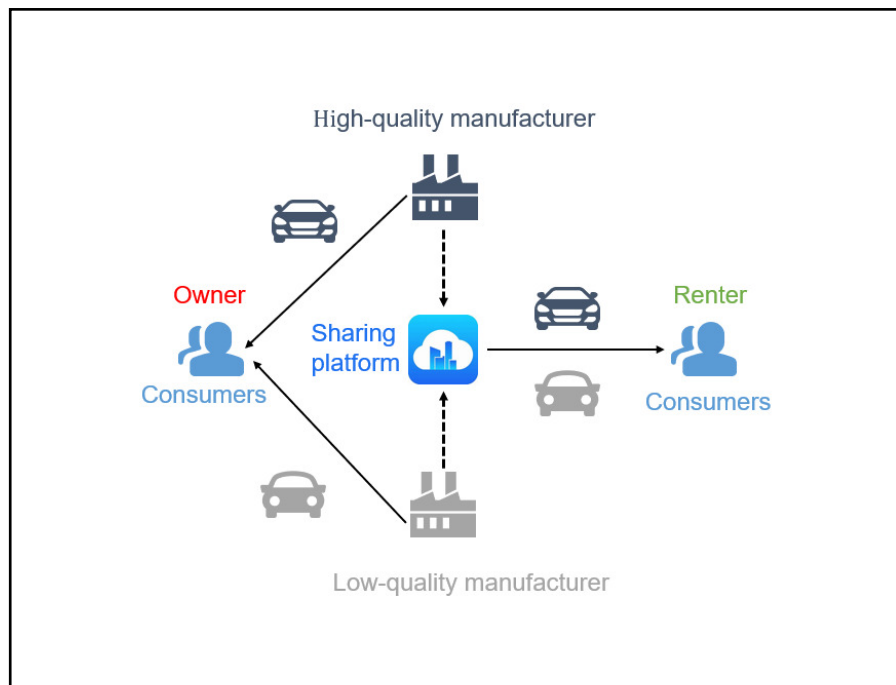 High-quality manufacturer
Owner
Renter
Sharing
platform
Consumers
Consumers
Low-quality manufacturer